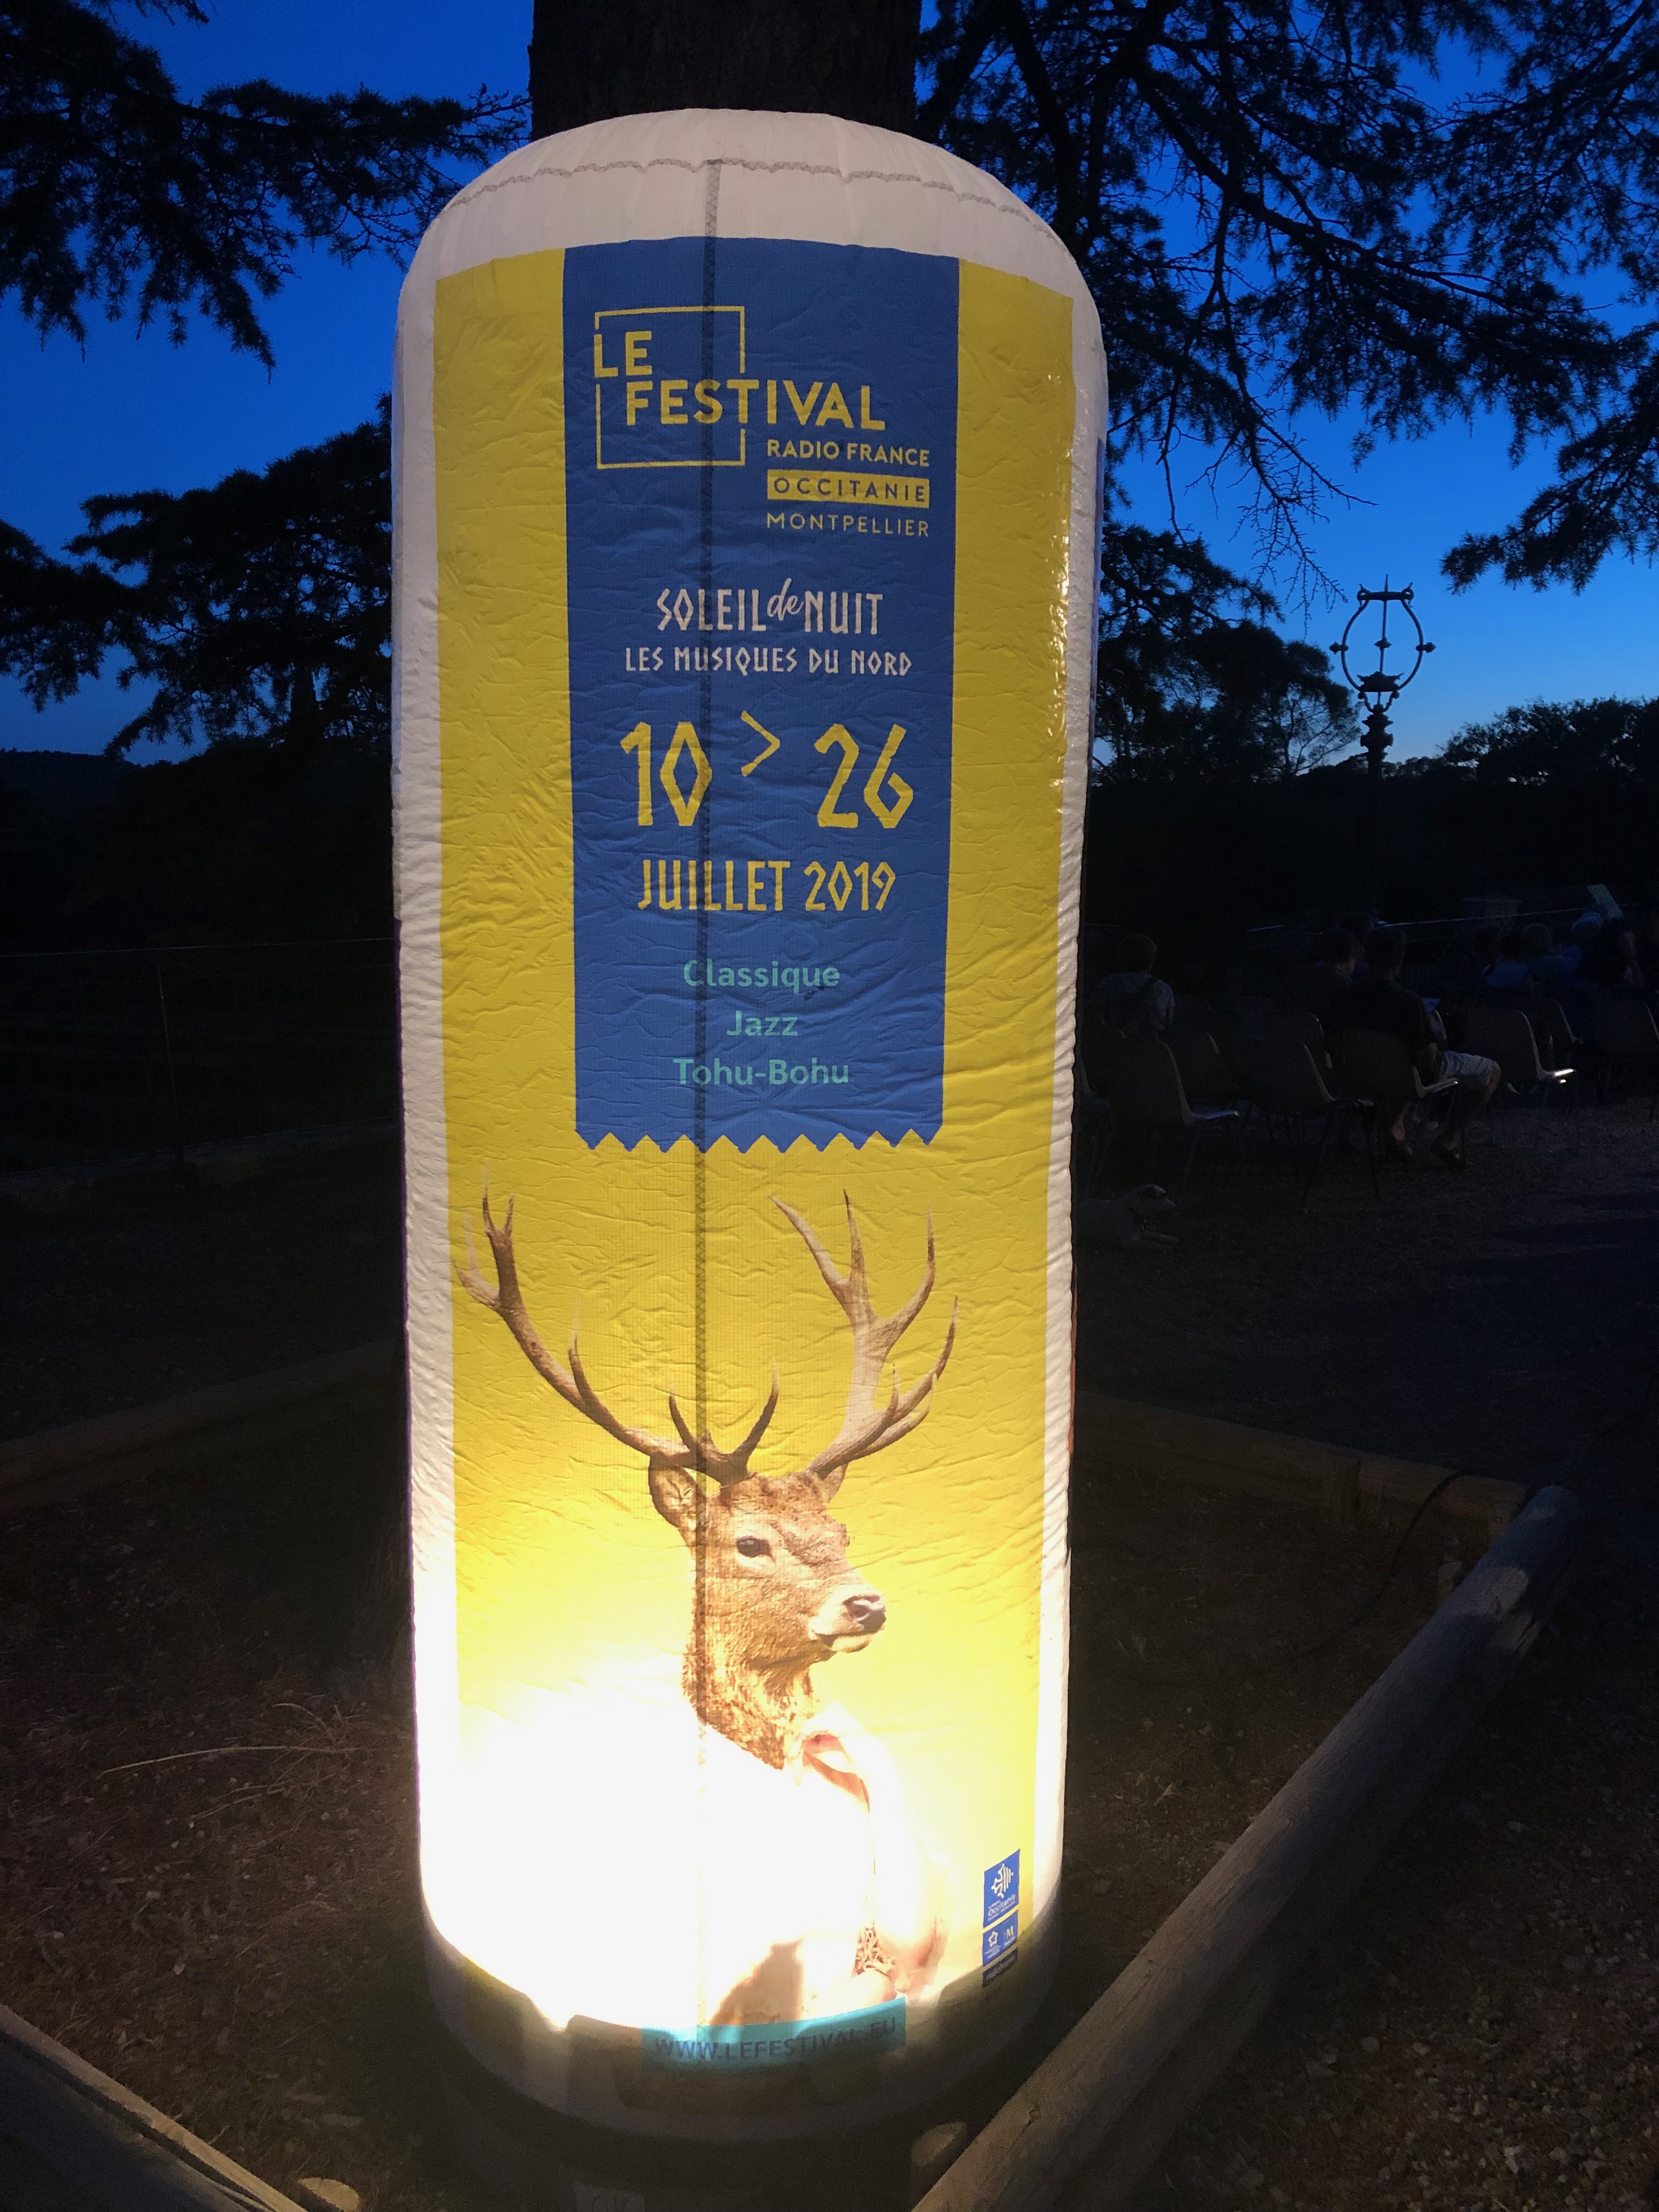 LE
FESTIVAL
RADIO FRANCE
OCCITANIE
MONTPELLIER
SOLEIL de NUIT
LES MUSIQUES DU NORD
10 > 26
JUILLET 2019
Classique
Jazz
Tohu-Bohu
Occitanie
M
WWW.LEFESTIVAL.EU